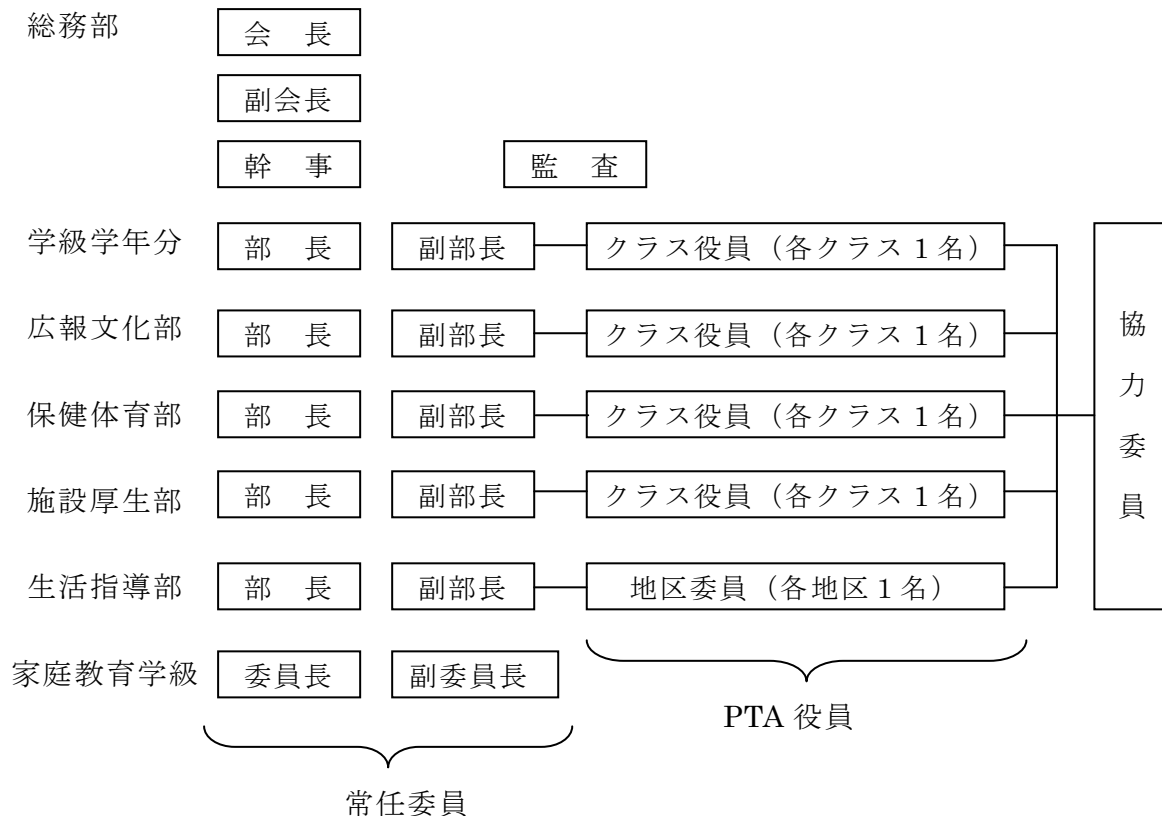 総務部 会　長
副会長
幹　事 監　査
学級学年分 部　長 副部長 クラス役員（各クラス１名）
広報文化部 部　長 副部長 クラス役員（各クラス１名）
保健体育部 部　長 副部長 クラス役員（各クラス１名）
施設厚生部 部　長 副部長 クラス役員（各クラス１名）
生活指導部 部　長 副部長 地区委員（各地区１名）
協力委員
家庭教育学級 委員長 副委員長
PTA 役員
常任委員